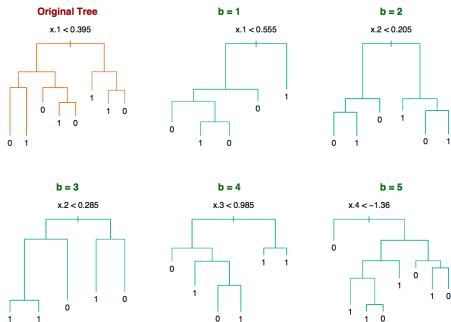 Original Tree
b = 1
b = 2
x.1 < 0.395
x.1 < 0.555
x.2 < 0.205
0 1 0 1 0 1 1 0
0 1 0 0 1
0 1 1 0 1
b = 3
b = 4
b = 5
x.2 < 0.285
x.3 < 0.985
x.4 < −1.36
1 1 0 1 0
0 1 0 1 1 1
0 1 1 0 1 0 1 0